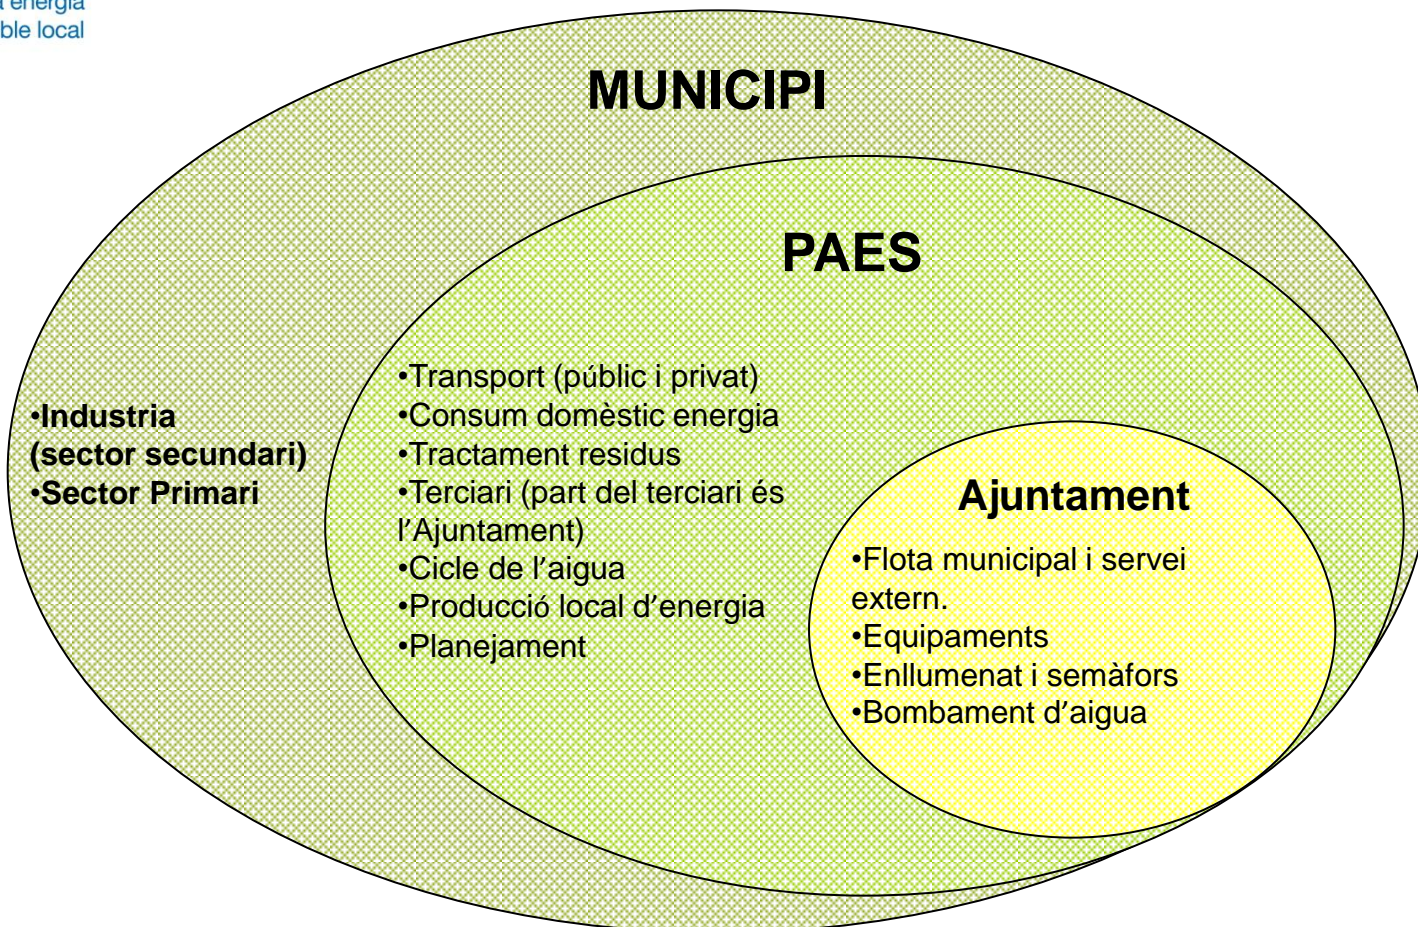 a energia
ble local
MUNICIPI
PAES
•Industria
(sector secundari)
•Sector Primari
•Transport (públic i privat)
•Consum domèstic energia
•Tractament residus
•Terciari (part del terciari és
l’Ajuntament)
•Cicle de l’aigua
•Producció local d’energia
•Planejament
Ajuntament
•Flota municipal i servei
extern.
•Equipaments
•Enllumenat i semàfors
•Bombament d’aigua